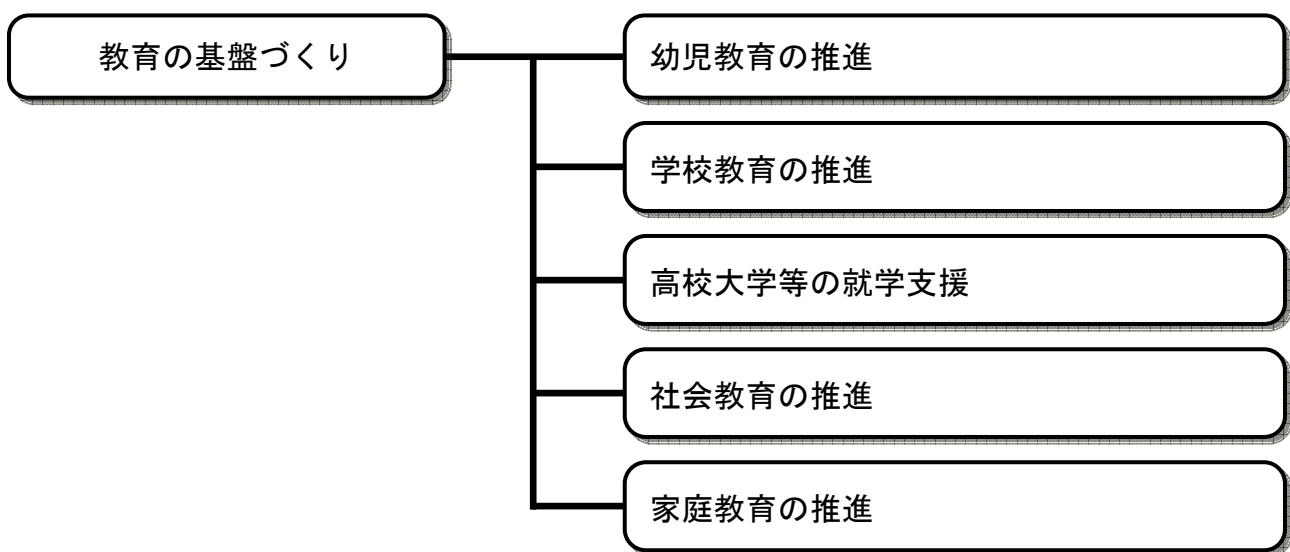 教育の基盤づくり
幼児教育の推進
学校教育の推進
高校大学等の就学支援
社会教育の推進
家庭教育の推進